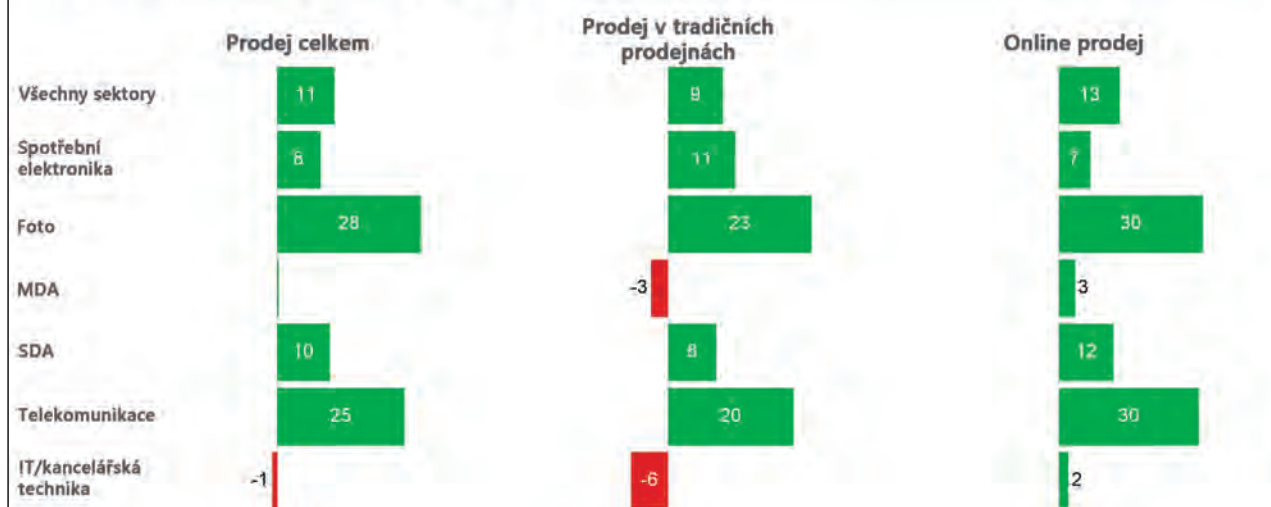 Prodej celkem
Prodej v tradičních
prodejnách
Online prodej
Všechny sektory 11 9 13
Spotřební
elektronika 8 11 7
Foto 28 23 30
MDA -3 3
SDA 10 8 12
Telekomunikace 25 20 30
IT/kancelářská
technika -1 -6 2